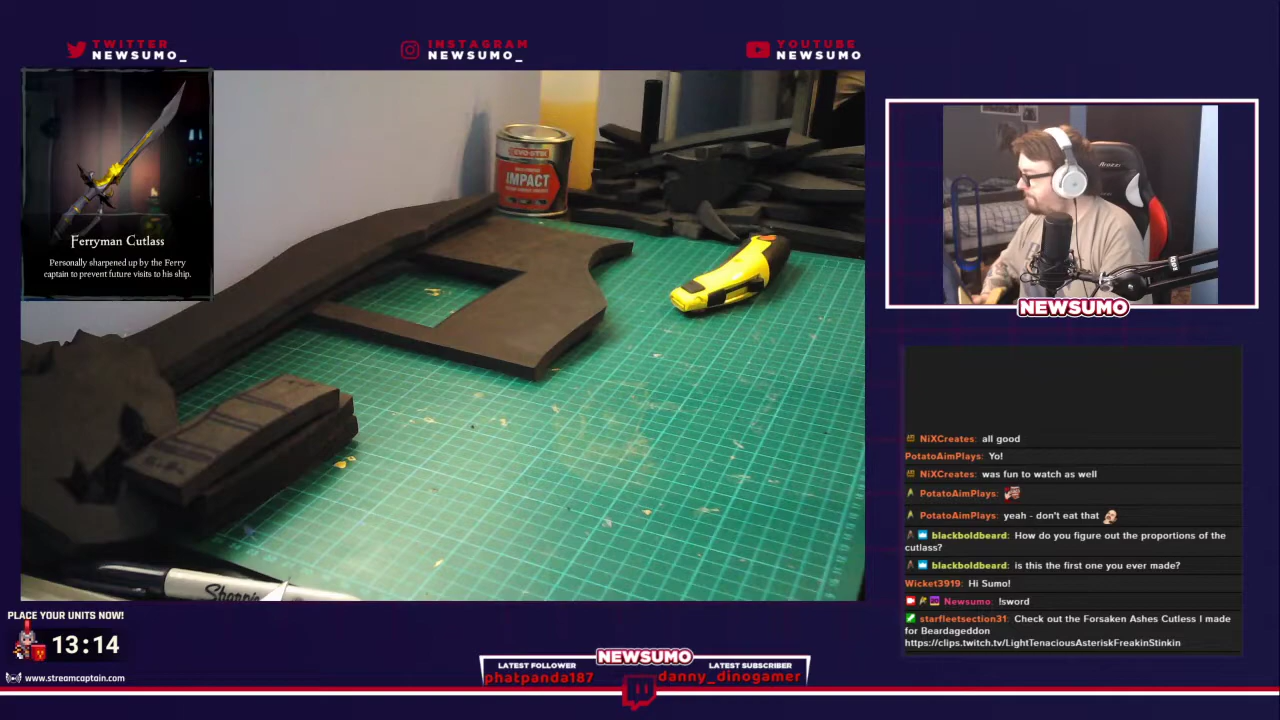 TWITTER
NEWSUMO_
INSTAGRAM
NEWSUMO_
YOUTUBE
NEWSUMO
Ferryman Cutlass
Personally sharpened up by the Ferry
captain to prevent future visits to his ship.
EVO-STIK
IMPACT
Sharpie
NEWSUMO
NiXCreates: all good
PotatoAimPlays: Yo!
NiXCreates: was fun to watch as well
PotatoAimPlays:
PotatoAimPlays: yeah - don't eat that
blackboldbeard: How do you figure out the proportions of the
cutlass?
blackboldbeard: is this the first one you ever made?
Wicket3919: Hi Sumo!
Newsumo: !sword
starfleetsection31: Check out the Forsaken Ashes Cutless I made
for Beardageddon
https://clips.twitch.tv/LightTenaciousAsteriskFreakinStinkin
PLACE YOUR UNITS NOW!
13:14
www.streamcaptain.com
NEWSUMO
LATEST FOLLOWER
phatpanda187
LATEST SUBSCRIBER
danny_dinogamer